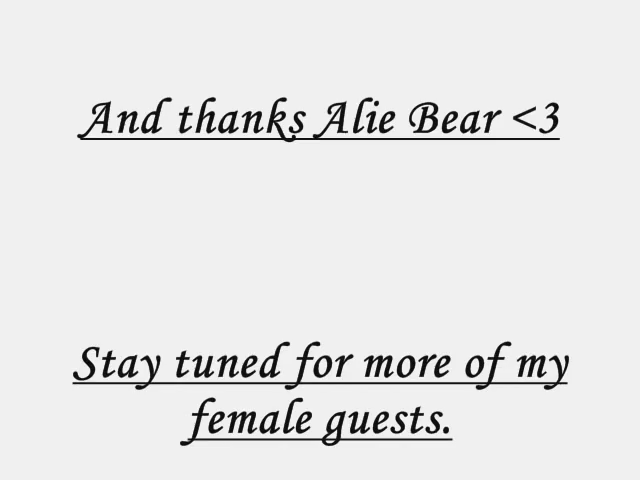 And thanks Alie Bear <3
Stay tuned for more of my
female guests.